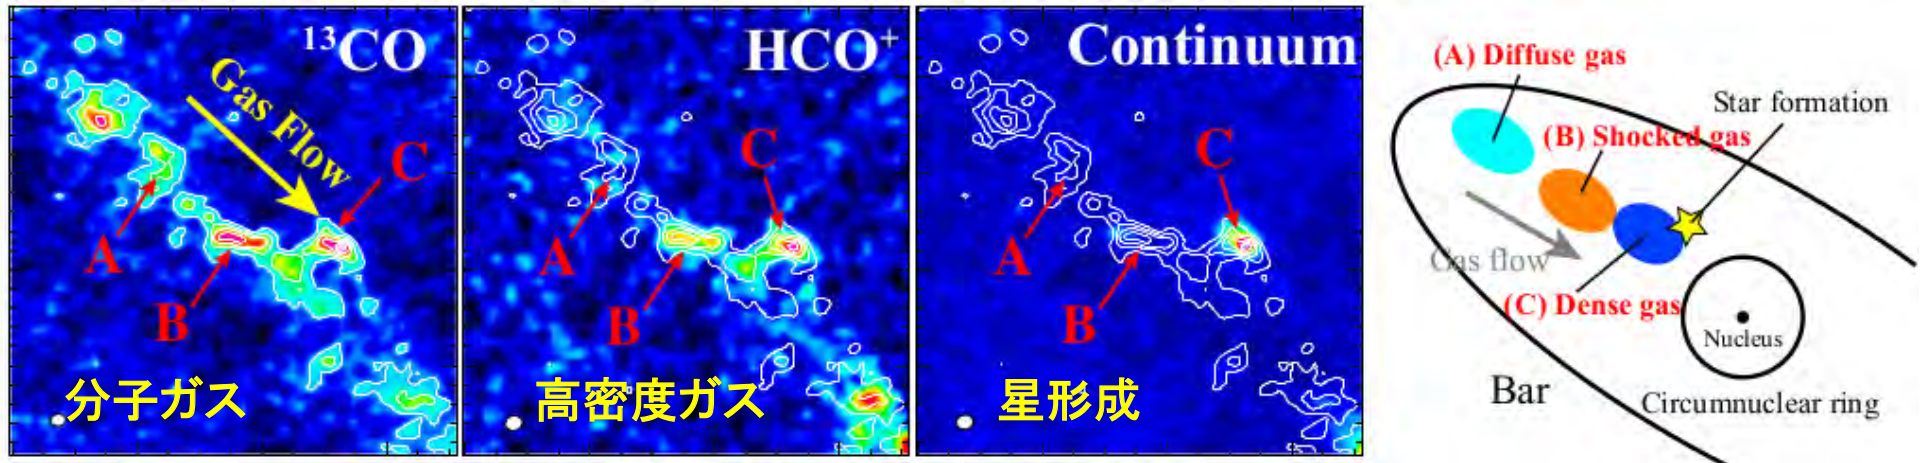 ¹³CO
Gas Flow
A
B
C
分子ガス
HCO⁺
A
B
C
高密度ガス
Continuum
A
B
C
星形成
(A) Diffuse gas
Star formation
(B) Shocked gas
Gas flow
(C) Dense gas
Nucleus
Bar
Circumnuclear ring